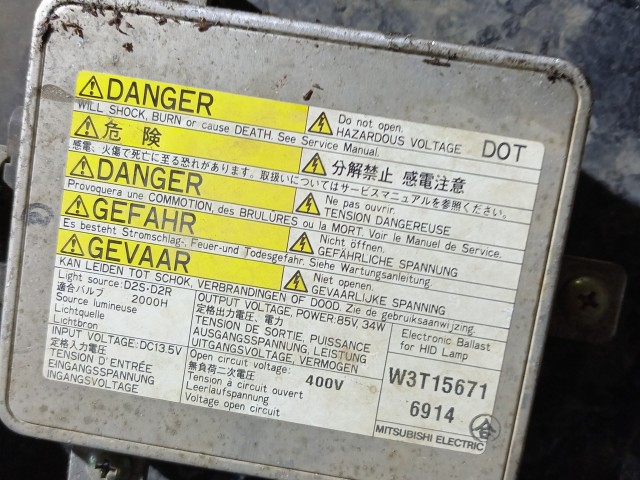 DANGER
Do not open.
HAZARDOUS VOLTAGE
DOT
WILL SHOCK, BURN or cause DEATH. See Service Manual.
危 険
分解禁止 感電注意
感電、火傷で死亡に至る恐れがあります。取扱いについてはサービスマニュアルを参照ください。
DANGER
Ne pas ouvrir.
TENSION DANGEREUSE
Provoquera une COMMOTION, des BRULURES ou la MORT. Voir le Manuel de Service.
GEFAHR
Nicht öffnen.
GEFÄHRLICHE SPANNUNG
Es besteht Stromschlag-, Feuer-und Todesgefahr. Siehe Wartungsanleitung.
GEVAAR
Niet openen.
GEVAARLIJKE SPANNING
KAN LEIDEN TOT SCHOK, VERBRANDINGEN OF DOOD. Zie de gebruiksaanwijzing.
Light source: D2S・D2R
適合バルブ 2000H
Source lumineuse
Lichtquelle
Lichtbron
INPUT VOLTAGE: DC13.5V
定格入力電圧
TENSION D'ENTRÉE
EINGANGSSPANNUNG
INGANGSVOLTAGE
OUTPUT VOLTAGE, POWER: 85V, 34W
定格出力電圧・電力
TENSION DE SORTIE, PUISSANCE
AUSGANGSSPANNUNG, LEISTUNG
UITGANGSVOLTAGE, VERMOGEN
Open circuit voltage:
無負荷二次電圧 400V
Tension à circuit ouvert
Leerlaufspannung
Voltage open circuit
Electronic Ballast
for HID Lamp
W3T15671
6914 合
MITSUBISHI ELECTRIC